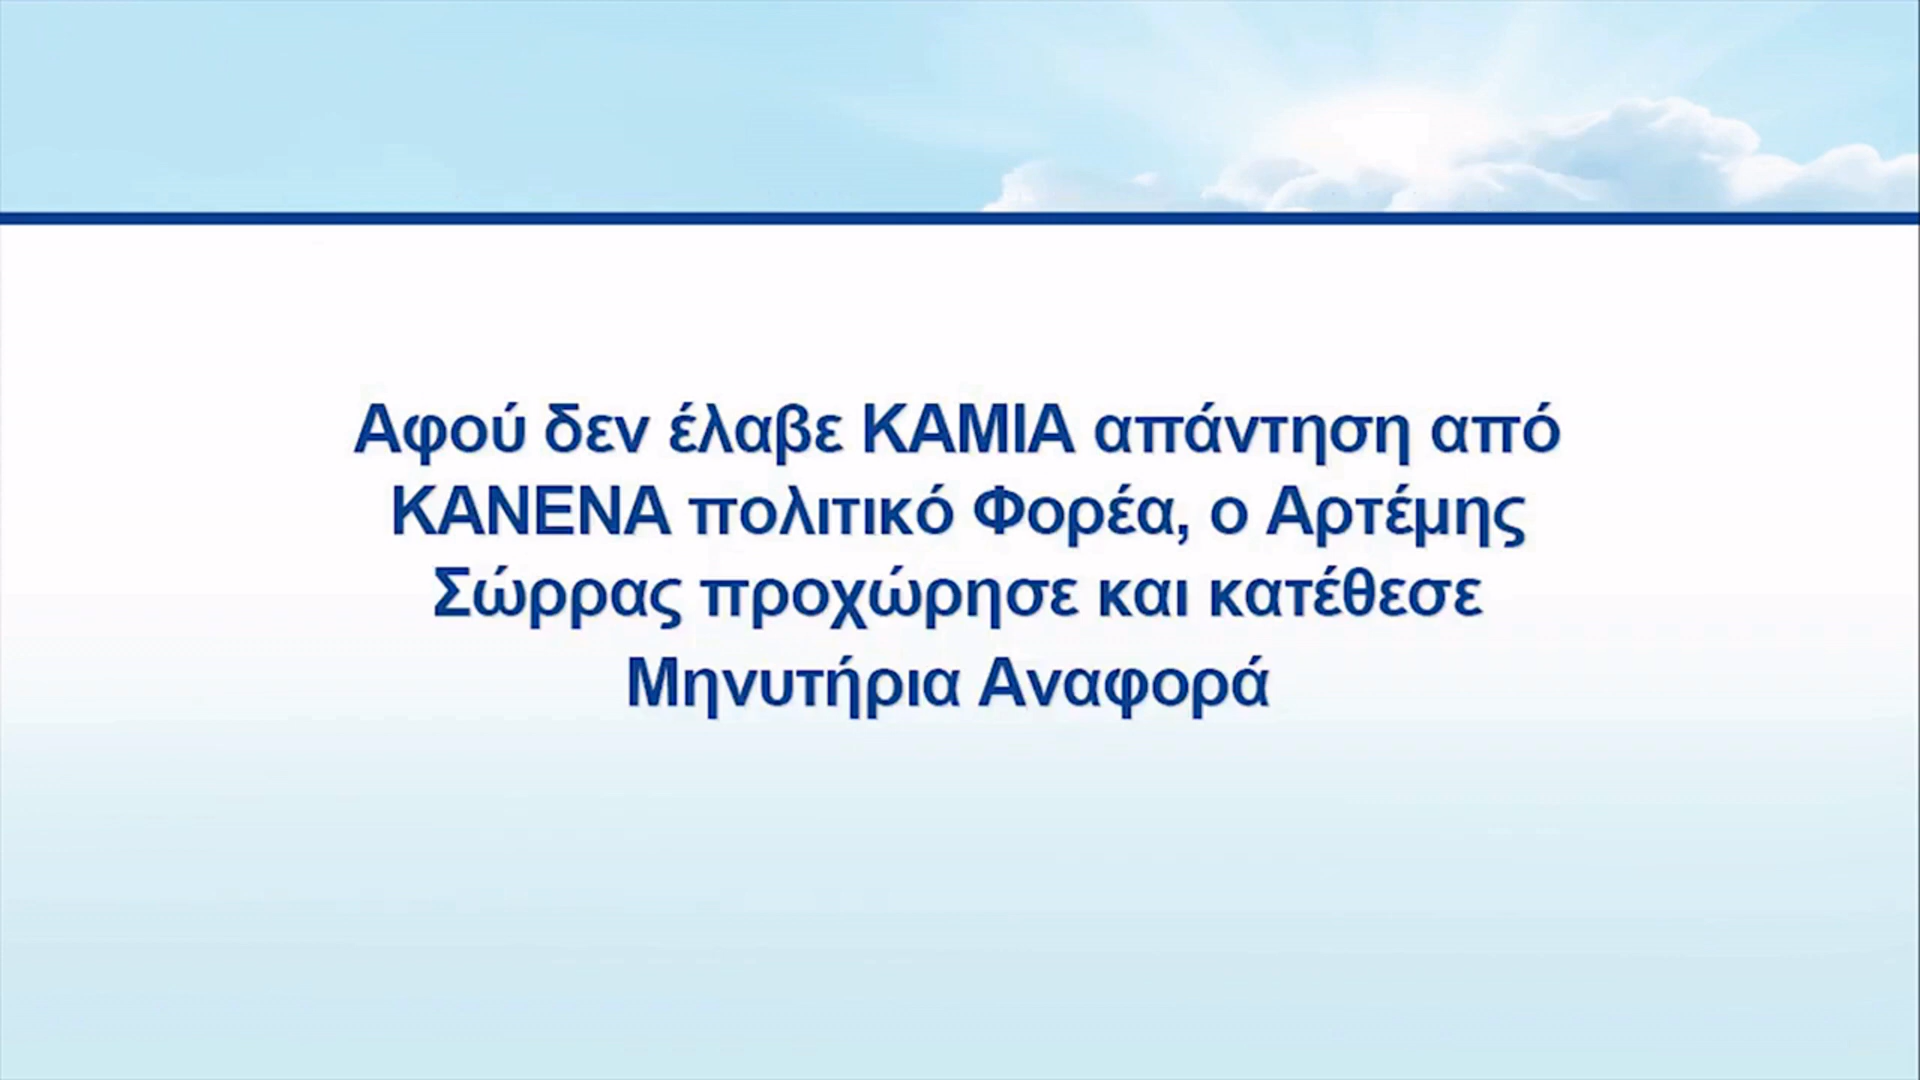 Αφού δεν έλαβε ΚΑΜΙΑ απάντηση από
ΚΑΝΕΝΑ πολιτικό Φορέα, ο Αρτέμης
Σώρρας προχώρησε και κατέθεσε
Μηνυτήρια Αναφορά